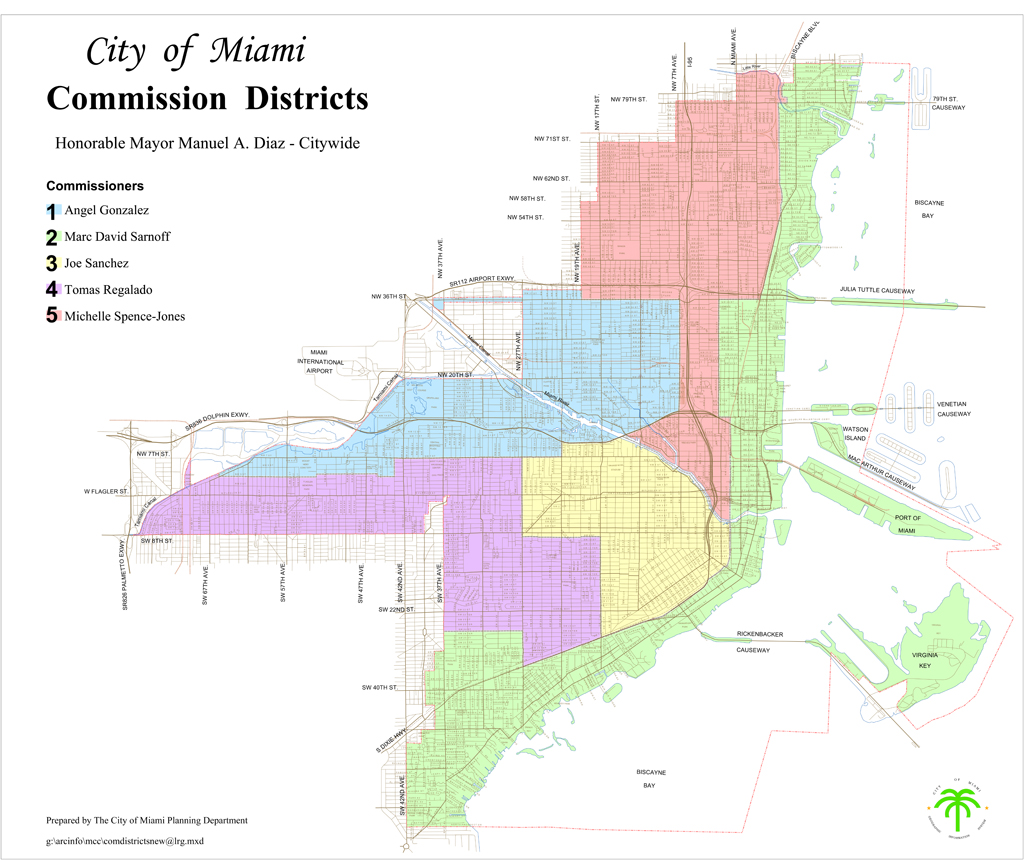 City of Miami
Commission Districts
Honorable Mayor Manuel A. Diaz - Citywide
Commissioners
1 Angel Gonzalez
2 Marc David Sarnoff
3 Joe Sanchez
4 Tomas Regalado
5 Michelle Spence-Jones
BISCAYNE BLVD
N MIAMI AVE.
I-95
NW 7TH AVE.
NW 17TH ST.
NW 79TH ST.
79TH ST.
CAUSEWAY
NW 71ST ST.
NW 62ND ST.
NW 58TH ST.
NW 54TH ST.
BISCAYNE
BAY
NW 37TH AVE.
NW 19TH AVE.
SR112 AIRPORT EXWY.
NW 36TH ST.
JULIA TUTTLE CAUSEWAY
MIAMI
INTERNATIONAL
AIRPORT
Miami Canal
NW 27TH AVE.
NW 20TH ST.
Tamiami Canal
Miami River
SR836 DOLPHIN EXWY.
VENETIAN
CAUSEWAY
WATSON
ISLAND
MAC ARTHUR CAUSEWAY
NW 7TH ST.
W FLAGLER ST.
Tamiami Canal
PORT OF
MIAMI
SW 8TH ST.
SR826 PALMETTO EXWY.
SW 67TH AVE.
SW 57TH AVE.
SW 47TH AVE.
SW 42ND AVE.
SW 37TH AVE.
SW 22ND ST.
RICKENBACKER
CAUSEWAY
VIRGINIA
KEY
SW 40TH ST.
S DIXIE HWY.
SW 42ND AVE.
BISCAYNE
BAY
CITY OF MIAMI
Prepared by The City of Miami Planning Department
g:\arcinfo\mcc\comdistrictsnew@lrg.mxd